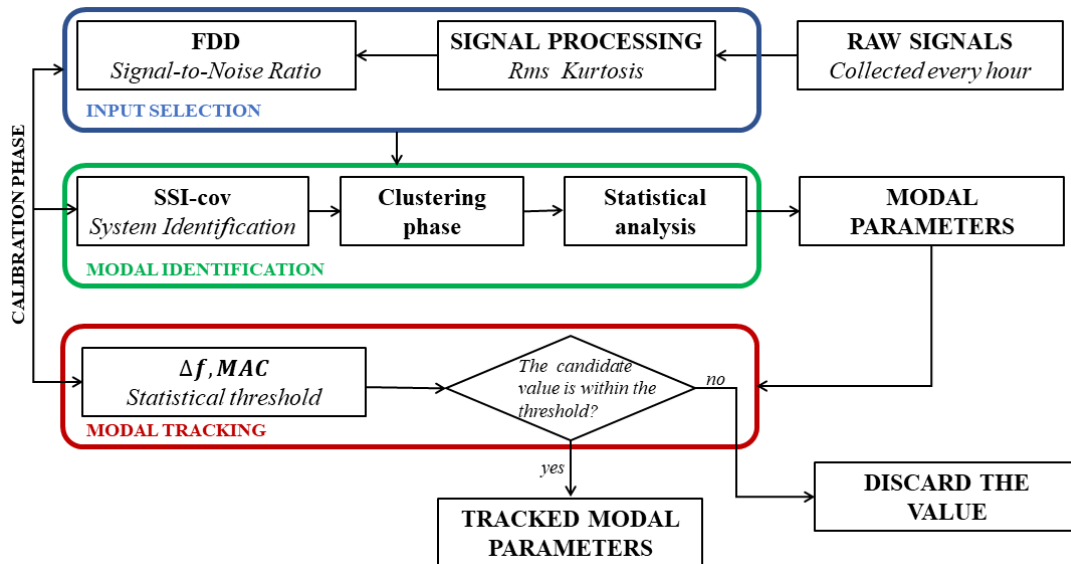 FDD
Signal-to-Noise Ratio
SIGNAL PROCESSING
Rms Kurtosis
RAW SIGNALS
Collected every hour
INPUT SELECTION
CALIBRATION PHASE
SSI-cov
System Identification
Clustering
phase
Statistical
analysis
MODAL
PARAMETERS
MODAL IDENTIFICATION
Δf, MAC
Statistical threshold
The candidate
value is within the
threshold?
no
MODAL TRACKING
yes
DISCARD THE
VALUE
TRACKED MODAL
PARAMETERS